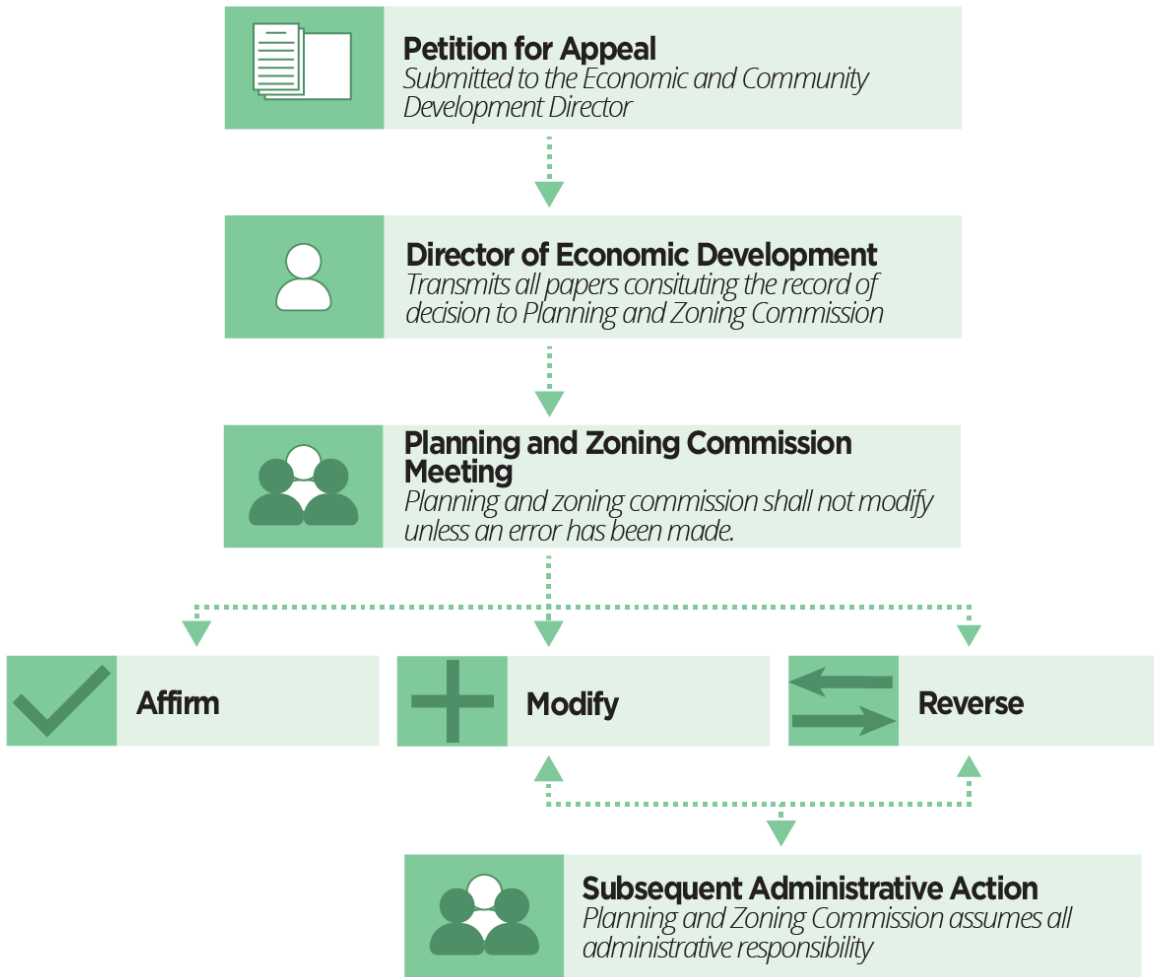 Petition for Appeal
Submitted to the Economic and Community
Development Director
Director of Economic Development
Transmits all papers consituting the record of
decision to Planning and Zoning Commission
Planning and Zoning Commission
Meeting
Planning and zoning commission shall not modify
unless an error has been made.
Affirm
Modify
Reverse
Subsequent Administrative Action
Planning and Zoning Commission assumes all
administrative responsibility